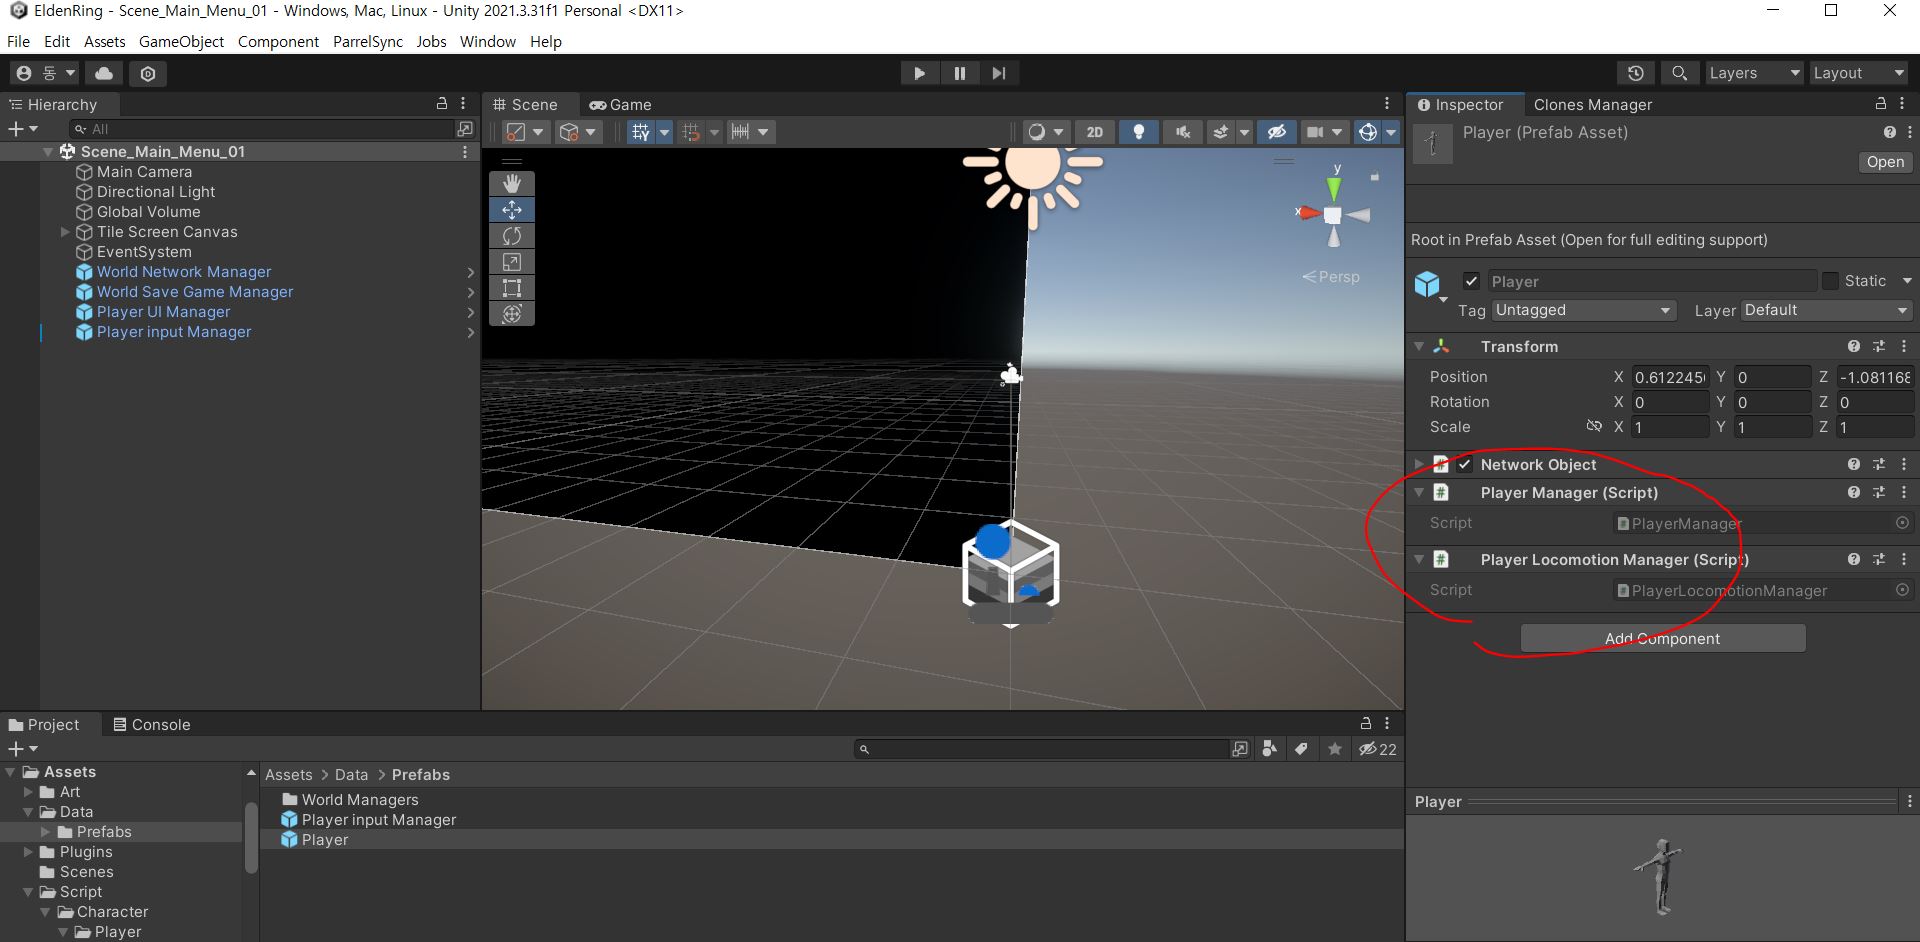 EldenRing - Scene_Main_Menu_01 - Windows, Mac, Linux - Unity 2021.3.31f1 Personal <DX11>
File Edit Assets GameObject Component ParrelSync Jobs Window Help
동 Layers Layout
Hierarchy
All
Scene_Main_Menu_01
Main Camera
Directional Light
Global Volume
Tile Screen Canvas
EventSystem
World Network Manager
World Save Game Manager
Player UI Manager
Player input Manager
Scene Game
2D
y
x
Persp
Inspector Clones Manager
Player (Prefab Asset)
Open
Root in Prefab Asset (Open for full editing support)
Player Static
Tag Untagged Layer Default
Transform
Position X 0.612245 Y 0 Z -1.081168
Rotation X 0 Y 0 Z 0
Scale X 1 Y 1 Z 1
Network Object
Player Manager (Script)
Script PlayerManager
Player Locomotion Manager (Script)
Script PlayerLocomotionManager
Add Component
Project Console
22
Assets
Art
Data
Prefabs
Plugins
Scenes
Script
Character
Player
Assets > Data > Prefabs
World Managers
Player input Manager
Player
Player